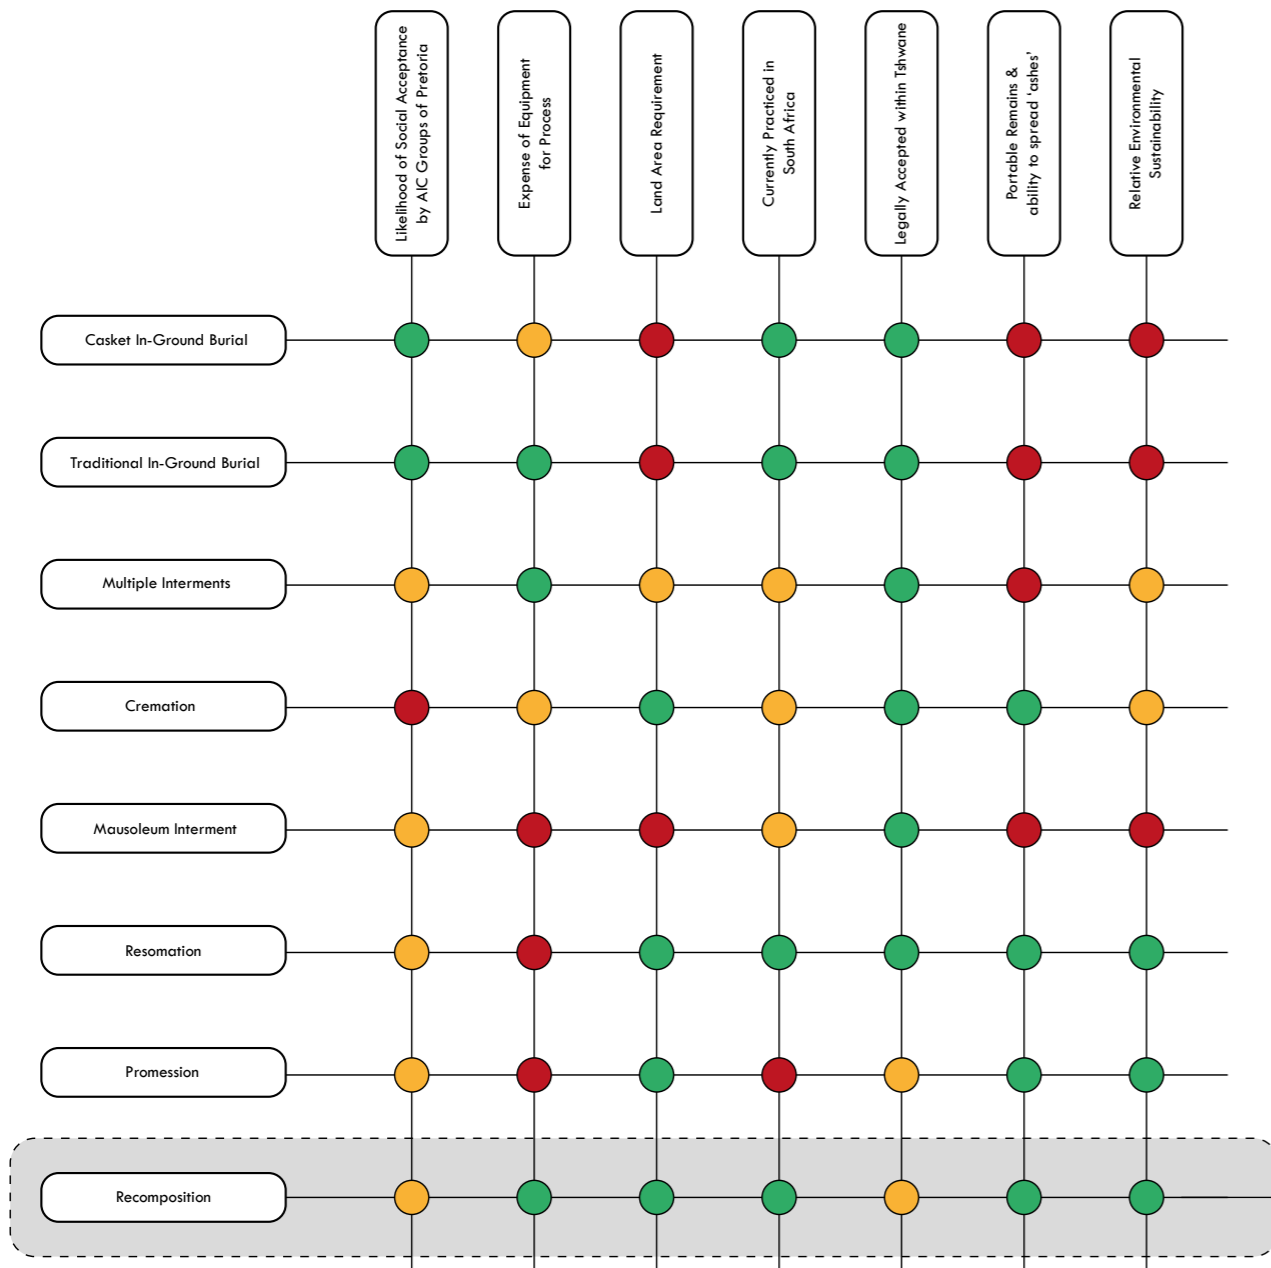 Likelihood of Social Acceptance
by AIC Groups of Pretoria
Expense of Equipment
for Process
Land Area Requirement
Currently Practiced in
South Africa
Legally Accepted within Tshwane
Portable Remains &
ability to spread ‘ashes’
Relative Environmental
Sustainability
Casket In-Ground Burial
Traditional In-Ground Burial
Multiple Interments
Cremation
Mausoleum Interment
Resomation
Promession
Recomposition